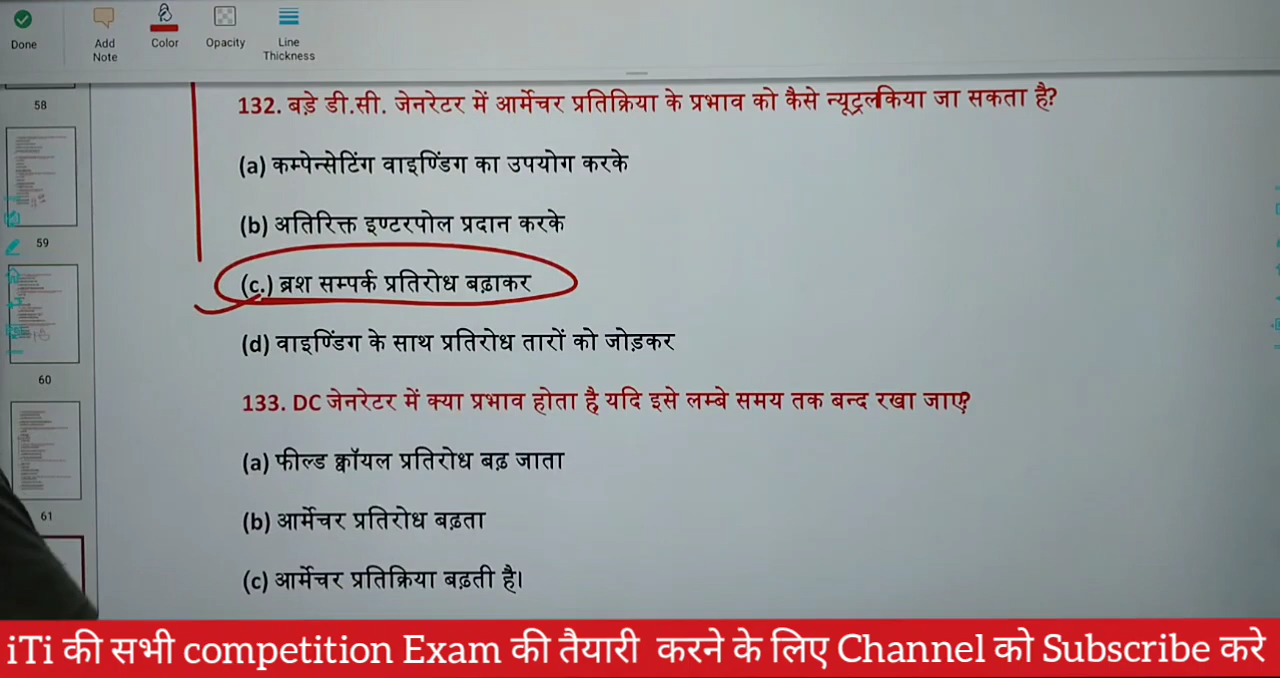 Done
Add
Note
Color
Opacity
Line
Thickness
58
59
60
61
132. बड़े डी.सी. जेनरेटर में आर्मेचर प्रतिक्रिया के प्रभाव को कैसे न्यूट्रल किया जा सकता है?
(a) कम्पेन्सेटिंग वाइण्डिंग का उपयोग करके
(b) अतिरिक्त इण्टरपोल प्रदान करके
(c.) ब्रश सम्पर्क प्रतिरोध बढ़ाकर
(d) वाइण्डिंग के साथ प्रतिरोध तारों को जोड़कर
133. DC जेनरेटर में क्या प्रभाव होता है, यदि इसे लम्बे समय तक बन्द रखा जाए?
(a) फील्ड क्वॉयल प्रतिरोध बढ़ जाता
(b) आर्मेचर प्रतिरोध बढ़ता
(c) आर्मेचर प्रतिक्रिया बढ़ती है।
iTi की सभी competition Exam की तैयारी करने के लिए Channel को Subscribe करे